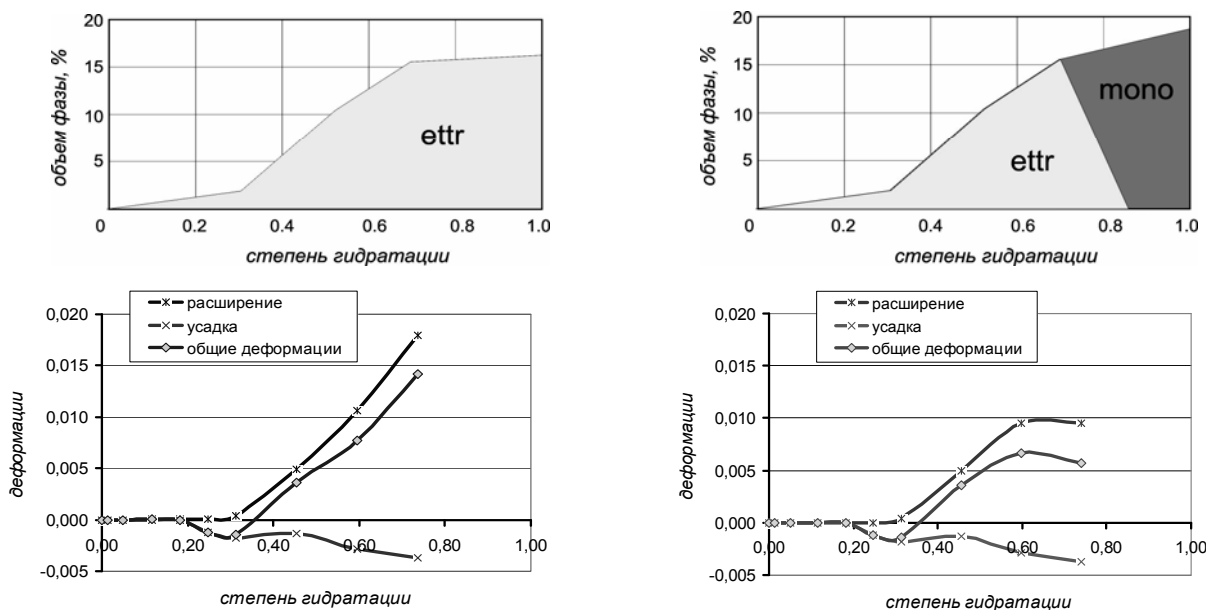 20
15
10
5
объем фазы, %
ettr
0
0.2
0.4
0.6
0.8
1.0
степень гидратации
20
15
10
5
объем фазы, %
ettr
mono
0
0.2
0.4
0.6
0.8
1.0
степень гидратации
расширение
усадка
общие деформации
0,020
0,015
0,010
0,005
0,000
-0,005
деформации
0,00
0,20
0,40
0,60
0,80
1,00
степень гидратации
расширение
усадка
общие деформации
0,020
0,015
0,010
0,005
0,000
-0,005
деформации
0,00
0,20
0,40
0,60
0,80
1,00
степень гидратации